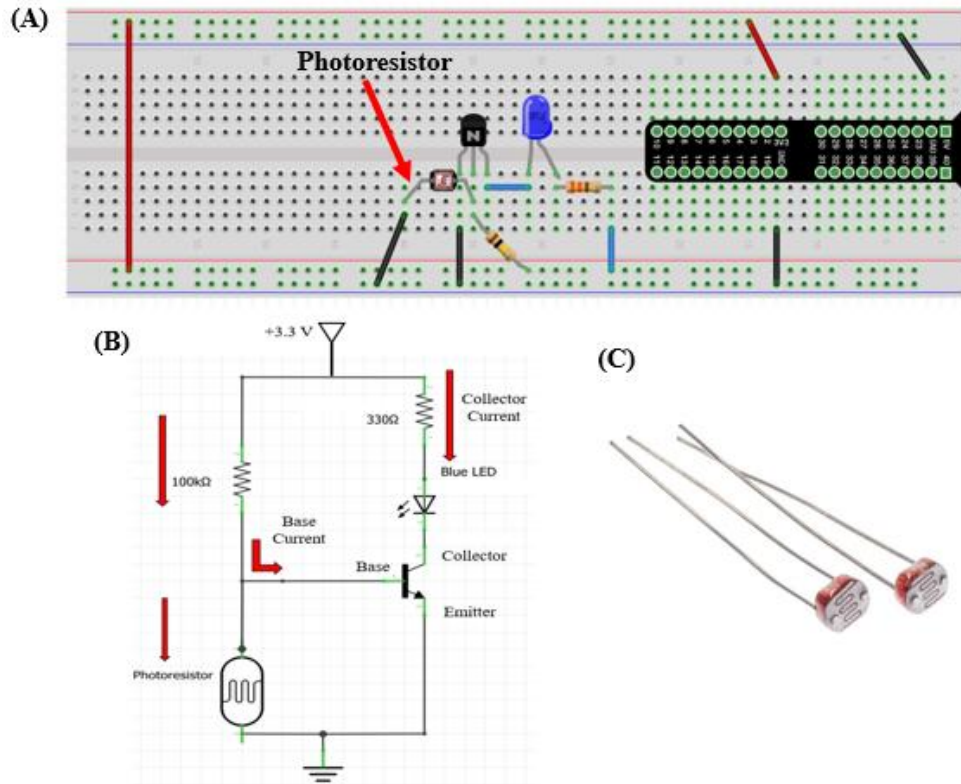 (A)
Photoresistor
N
(B)
+3.3 V
330Ω
Collector
Current
Blue LED
100kΩ
Base
Current
Base
Collector
Emitter
Photoresistor
(C)